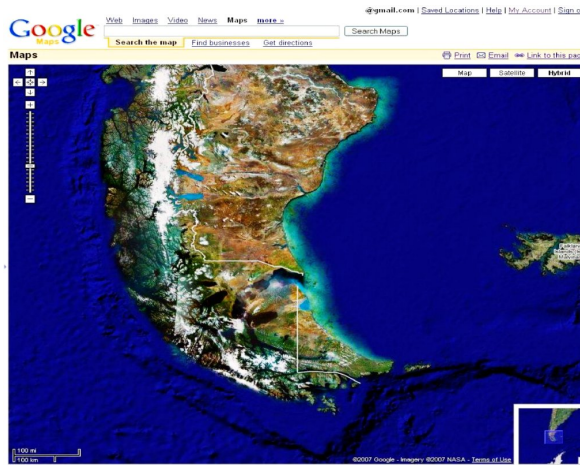 @gmail.com | Saved Locations | Help | My Account | Sign o
Google
Maps
Web Images Video News Maps more »
Search Maps
Search the map Find businesses Get directions
Maps
Print Email Link to this pag
Map Satellite Hybrid
100 mi
100 km
©2007 Google - Imagery ©2007 NASA - Terms of Use